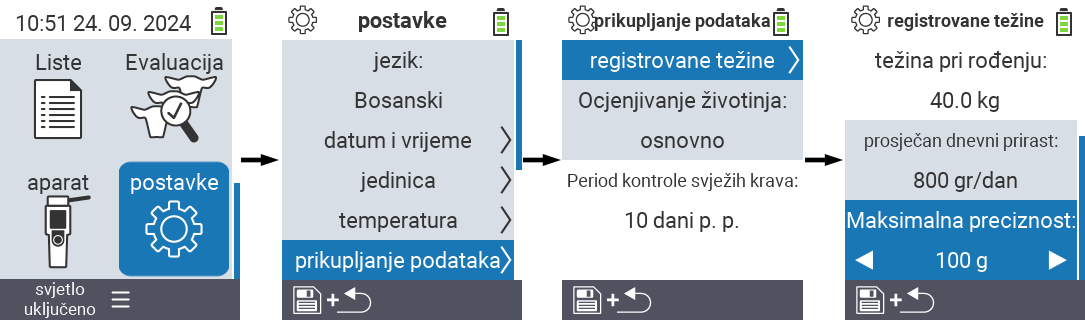 10:51 24. 09. 2024
Liste
Evaluacija
aparat
postavke
svjetlo
uključeno
postavke
jezik:
Bosanski
datum i vrijeme
jedinica
temperatura
prikupljanje podataka
+
prikupljanje podataka
registrovane težine
Ocjenjivanje životinja:
osnovno
Period kontrole svježih krava:
10 dani p. p.
+
registrovane težine
težina pri rođenju:
40.0 kg
prosječan dnevni prirast:
800 gr/dan
Maksimalna preciznost:
100 g
+